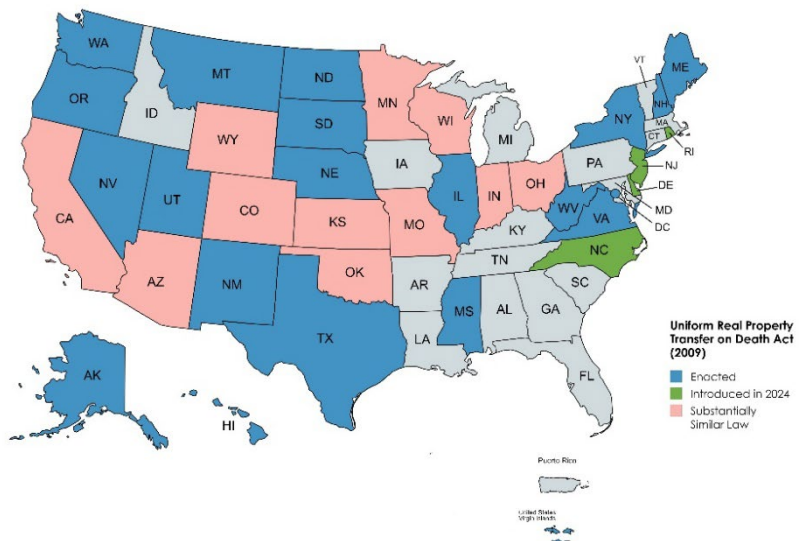 WA
MT
ND
MN
VT
ME
OR
ID
SD
WI
NH
NY
MA
WY
MI
CT
RI
NV
NE
IA
PA
NJ
UT
IL
IN
OH
DE
CA
CO
WV
VA
MD
KS
MO
KY
DC
AZ
NM
OK
AR
TN
NC
SC
MS
AL
GA
TX
LA
FL
AK
HI
Uniform Real Property
Transfer on Death Act
(2009)
Enacted
Introduced in 2024
Substantially
Similar Law
Puerto Rico
United States
Virgin Islands